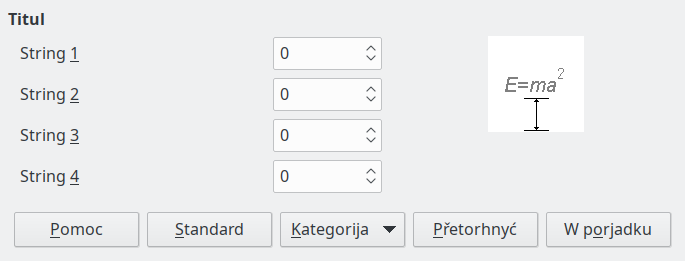 Titul
String 1 0
String 2 0
E=ma²
String 3 0
String 4 0
Pomoc Standard Kategorija Přetorhnyć W porjadku